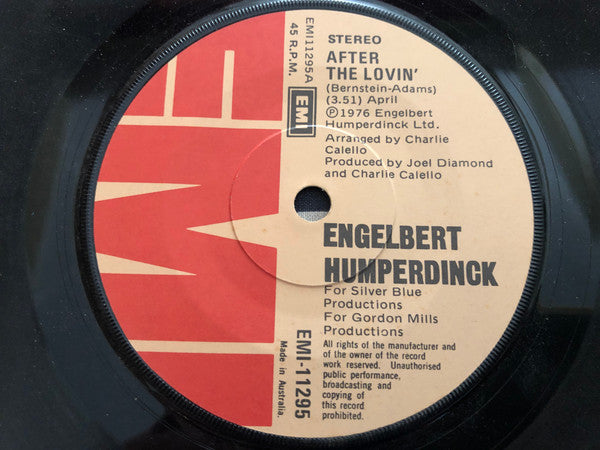 EMI
EMI11295A
45 R.P.M.
EMI
STEREO
AFTER
THE LOVIN'
(Bernstein-Adams)
(3.51) April
Ⓟ1976 Engelbert
Humperdinck Ltd.
Arranged by Charlie
Calello
Produced by Joel Diamond
and Charlie Calello
ENGELBERT
HUMPERDINCK
For Silver Blue
Productions
For Gordon Mills
Productions
EMI-11295
Made in Australia.
All rights of the manufacturer and
of the owner of the record
work reserved. Unauthorised
public performance,
broadcasting and
copying of
this record
prohibited.